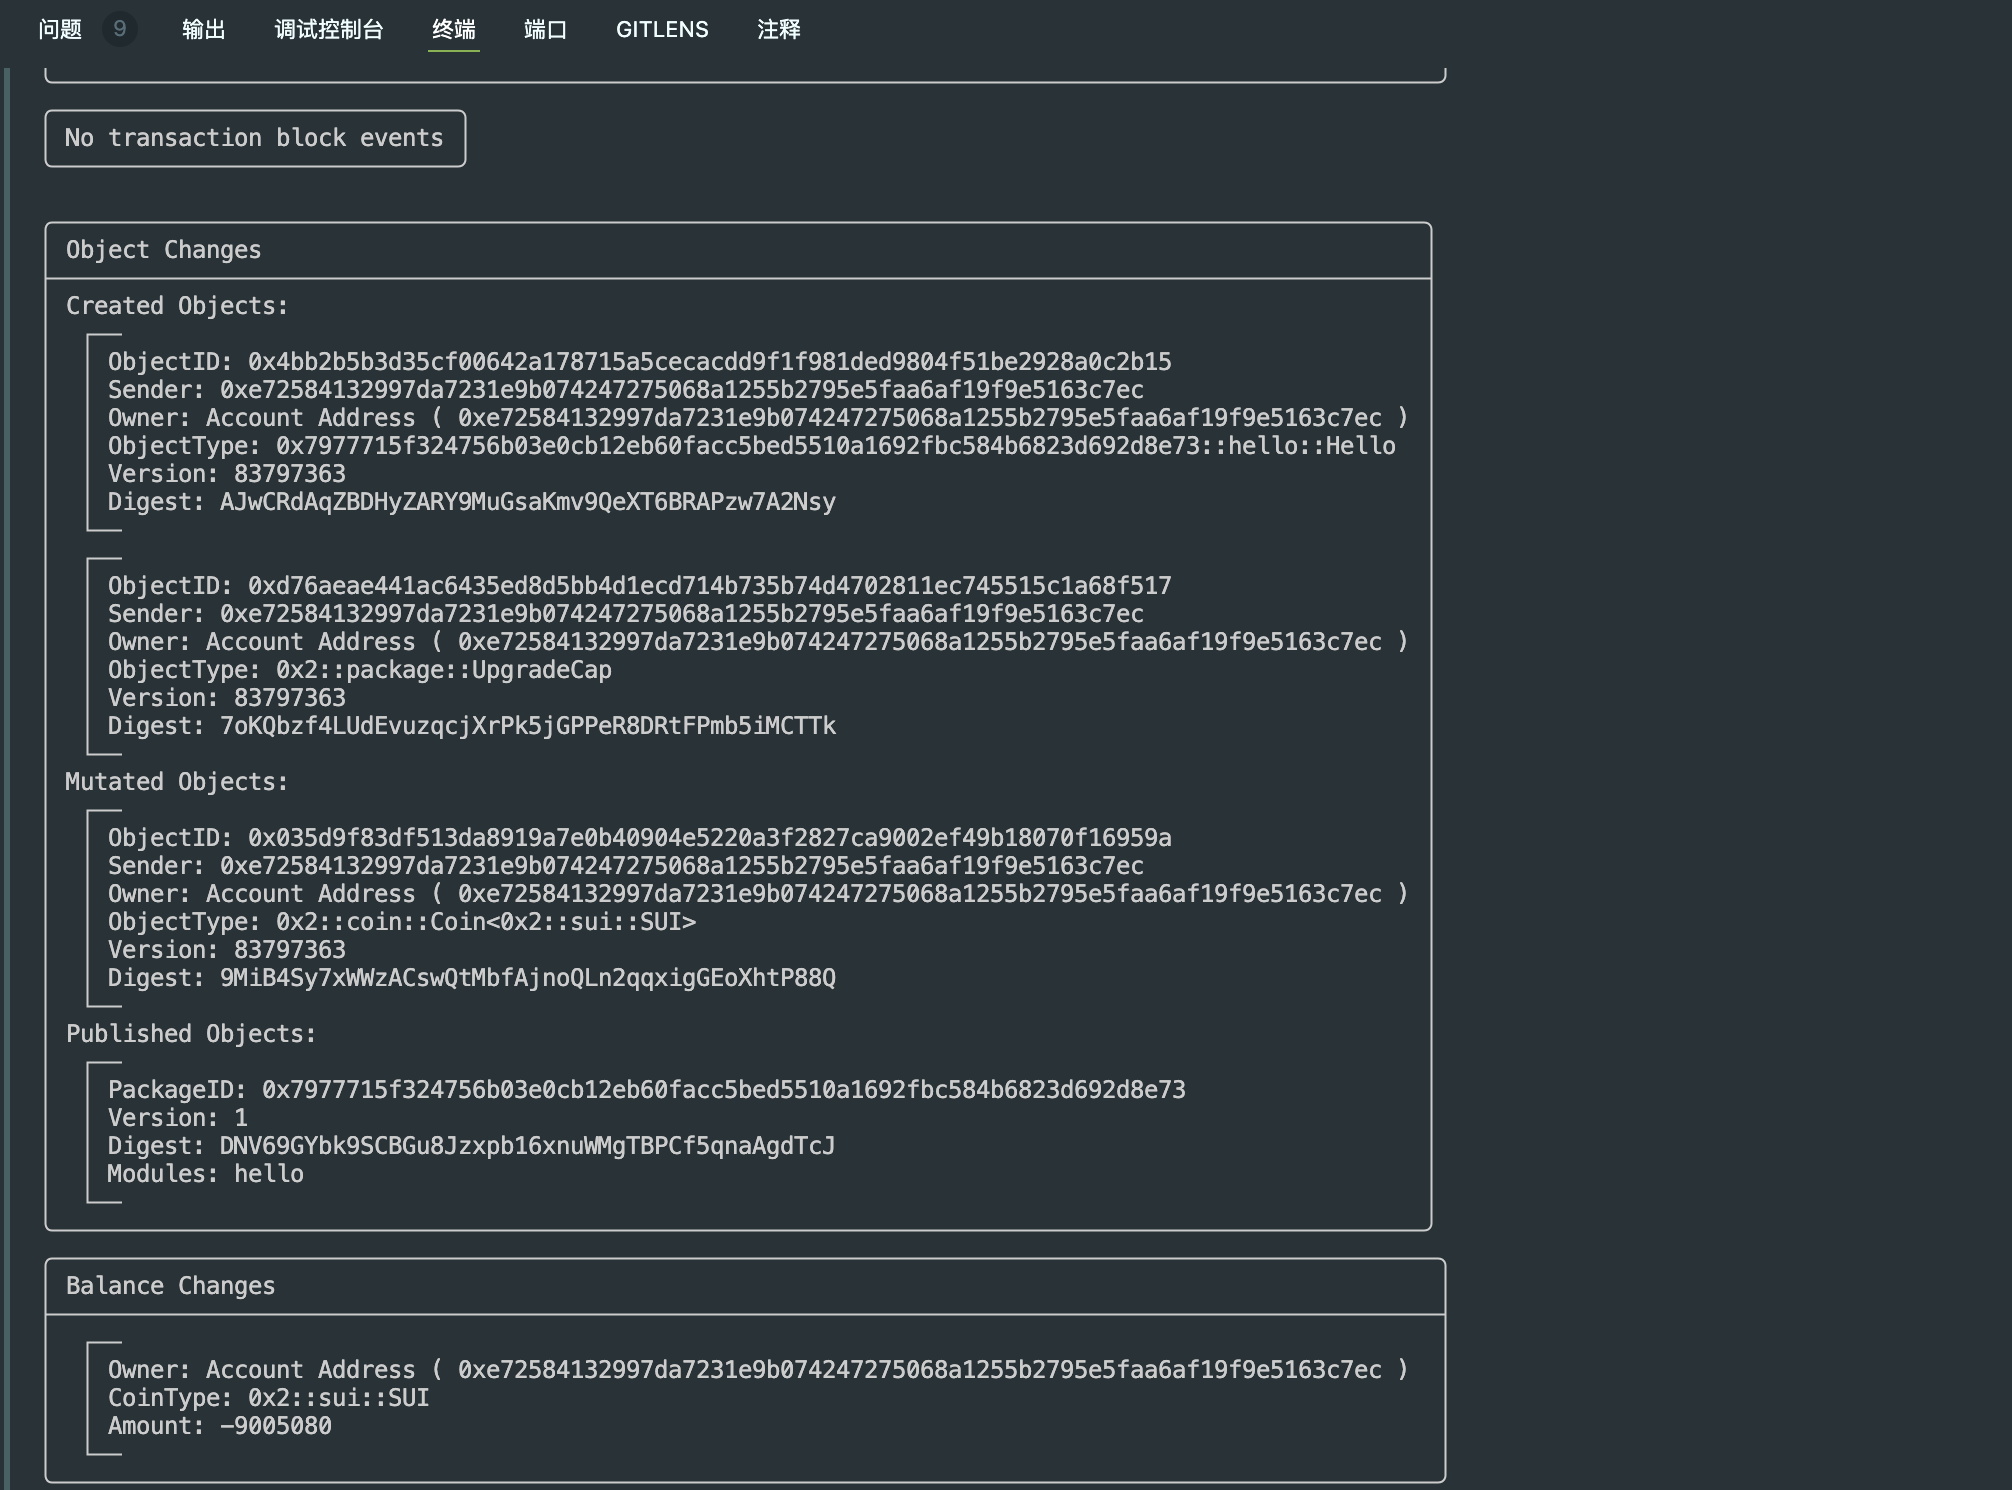 问题 9 输出 调试控制台 终端 端口 GITLENS 注释
No transaction block events
Object Changes
Created Objects:
ObjectID: 0x4bb2b5b3d35cf00642a178715a5cecacdd9f1f981ded9804f51be2928a0c2b15
Sender: 0xe72584132997da7231e9b074247275068a1255b2795e5faa6af19f9e5163c7ec
Owner: Account Address ( 0xe72584132997da7231e9b074247275068a1255b2795e5faa6af19f9e5163c7ec )
ObjectType: 0x7977715f324756b03e0cb12eb60facc5bed5510a1692fbc584b6823d692d8e73::hello::Hello
Version: 83797363
Digest: AJwCRdAqZBDHyZARY9MuGsaKmv9QeXT6BRAPzw7A2Nsy
ObjectID: 0xd76aeae441ac6435ed8d5bb4d1ecd714b735b74d4702811ec745515c1a68f517
Sender: 0xe72584132997da7231e9b074247275068a1255b2795e5faa6af19f9e5163c7ec
Owner: Account Address ( 0xe72584132997da7231e9b074247275068a1255b2795e5faa6af19f9e5163c7ec )
ObjectType: 0x2::package::UpgradeCap
Version: 83797363
Digest: 7oKQbzf4LUdEvuzqcjXrPk5jGPPeR8DRtFPmb5iMCTTk
Mutated Objects:
ObjectID: 0x035d9f83df513da8919a7e0b40904e5220a3f2827ca9002ef49b18070f16959a
Sender: 0xe72584132997da7231e9b074247275068a1255b2795e5faa6af19f9e5163c7ec
Owner: Account Address ( 0xe72584132997da7231e9b074247275068a1255b2795e5faa6af19f9e5163c7ec )
ObjectType: 0x2::coin::Coin<0x2::sui::SUI>
Version: 83797363
Digest: 9MiB4Sy7xWWzACswQtMbfAjnoQLn2qqxigGEoXhtP88Q
Published Objects:
PackageID: 0x7977715f324756b03e0cb12eb60facc5bed5510a1692fbc584b6823d692d8e73
Version: 1
Digest: DNV69GYbk9SCBGu8Jzxpb16xnuWMgTBPCf5qnaAgdTcJ
Modules: hello
Balance Changes
Owner: Account Address ( 0xe72584132997da7231e9b074247275068a1255b2795e5faa6af19f9e5163c7ec )
CoinType: 0x2::sui::SUI
Amount: -9005080